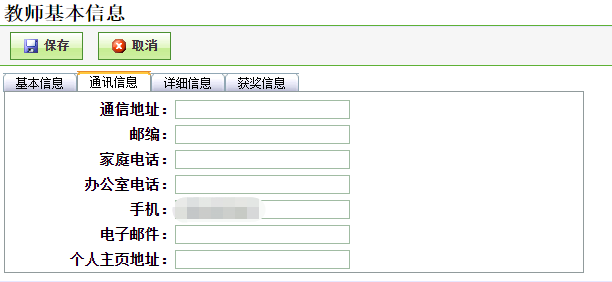 教师基本信息
保存 取消
基本信息 通讯信息 详细信息 获奖信息
通信地址：
邮编：
家庭电话：
办公室电话：
手机：
电子邮件：
个人主页地址：